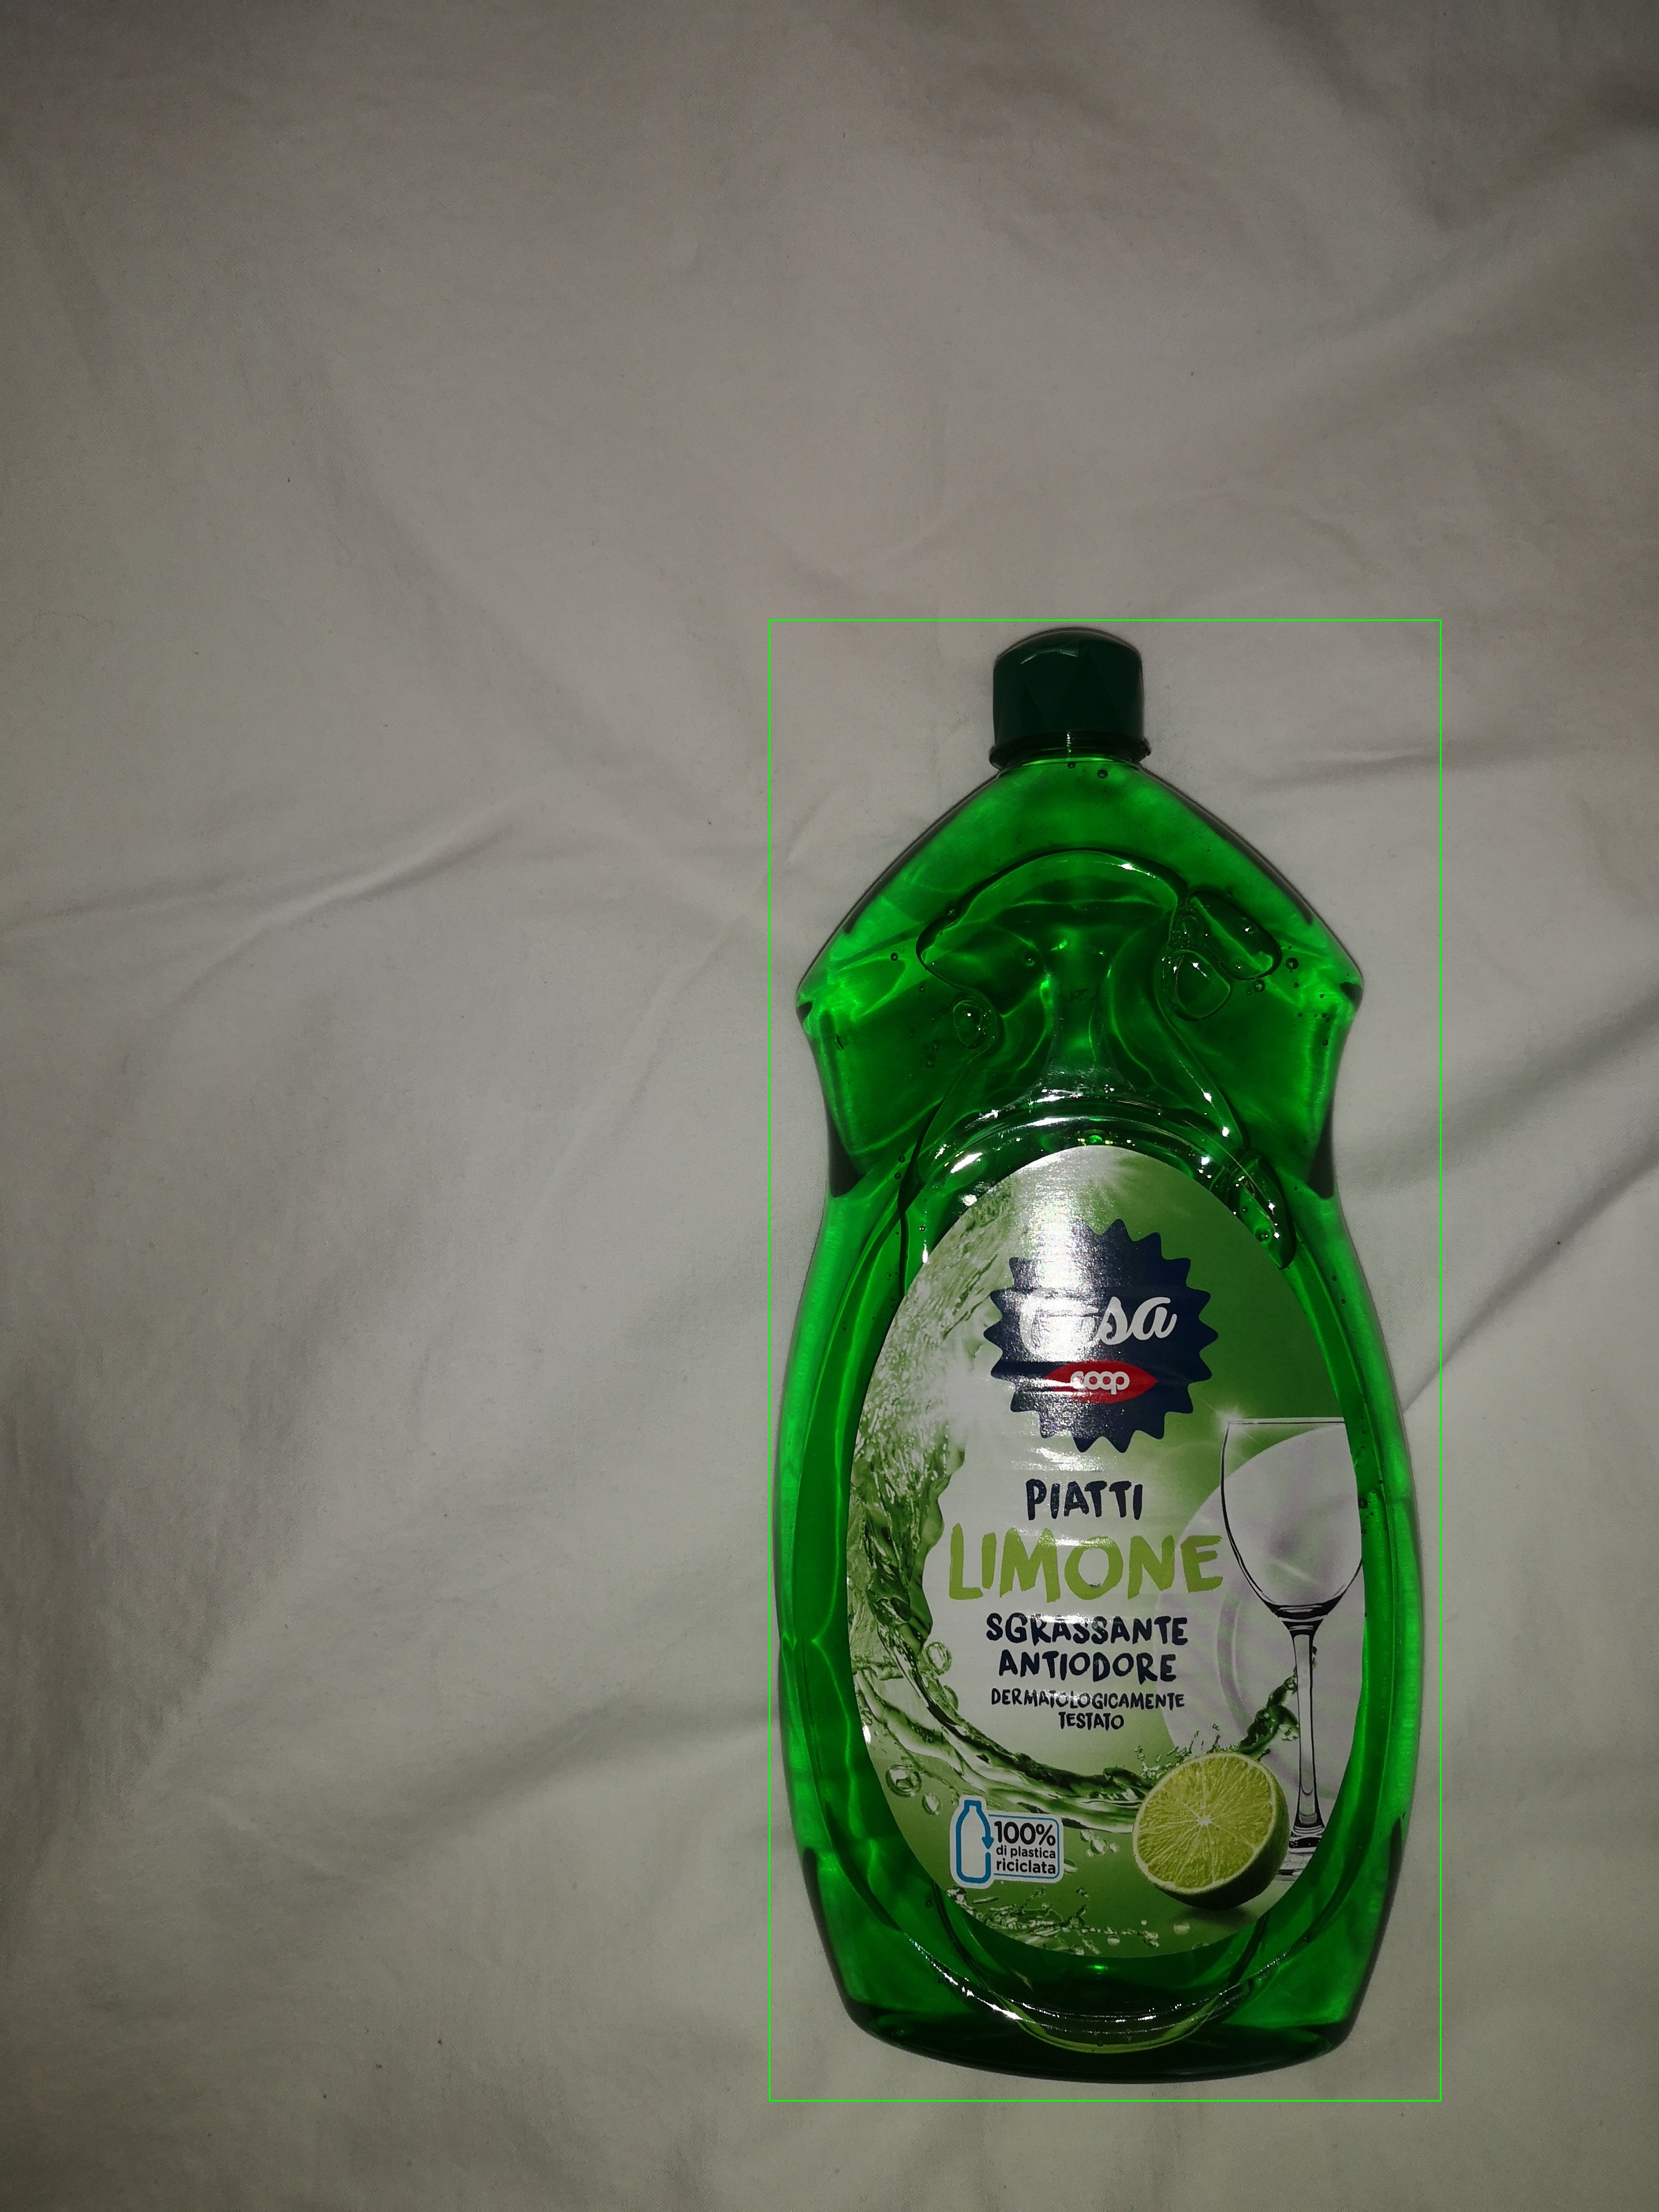 Casa
coop
PIATTI
LIMONE
SGRASSANTE
ANTIODORE
DERMATOLOGICAMENTE
TESTATO
100%
di plastica
riciclata